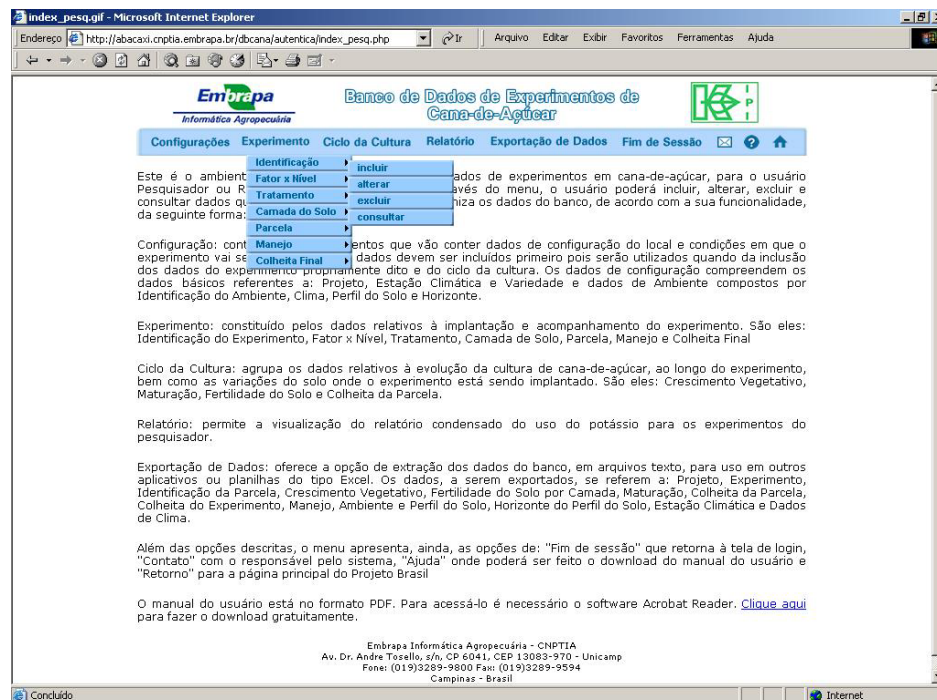 index_pesq.gif - Microsoft Internet Explorer
Endereço http://abacaxi.cnptia.embrapa.br/dbcana/autentica/index_pesq.php Ir Arquivo Editar Exibir Favoritos Ferramentas Ajuda
Embrapa
Informática Agropecuária
Banco de Dados de Experimentos de
Cana-de-Açúcar
P
Configurações Experimento Ciclo da Cultura Relatório Exportação de Dados Fim de Sessão
Identificação
Fator x Nível
Tratamento
Camada do Solo
Parcela
Manejo
Colheita Final
incluir
alterar
excluir
consultar
Este é o ambient ados de experimentos em cana-de-açúcar, para o usuário
Pesquisador ou R avés do menu, o usuário poderá incluir, alterar, excluir e
consultar dados qu niza os dados do banco, de acordo com a sua funcionalidade,
da seguinte forma:
Configuração: cont entos que vão conter dados de configuração do local e condições em que o
experimento vai se dados devem ser incluídos primeiro pois serão utilizados quando da inclusão
dos dados do experimento propriamente dito e do ciclo da cultura. Os dados de configuração compreendem os
dados básicos referentes a: Projeto, Estação Climática e Variedade e dados de Ambiente compostos por
Identificação do Ambiente, Clima, Perfil do Solo e Horizonte.
Experimento: constituído pelos dados relativos à implantação e acompanhamento do experimento. São eles:
Identificação do Experimento, Fator x Nível, Tratamento, Camada de Solo, Parcela, Manejo e Colheita Final
Ciclo da Cultura: agrupa os dados relativos à evolução da cultura de cana-de-açúcar, ao longo do experimento,
bem como as variações do solo onde o experimento está sendo implantado. São eles: Crescimento Vegetativo,
Maturação, Fertilidade do Solo e Colheita da Parcela.
Relatório: permite a visualização do relatório condensado do uso do potássio para os experimentos do
pesquisador.
Exportação de Dados: oferece a opção de extração dos dados do banco, em arquivos texto, para uso em outros
aplicativos ou planilhas do tipo Excel. Os dados, a serem exportados, se referem a: Projeto, Experimento,
Identificação da Parcela, Crescimento Vegetativo, Fertilidade do Solo por Camada, Maturação, Colheita da Parcela,
Colheita do Experimento, Manejo, Ambiente e Perfil do Solo, Horizonte do Perfil do Solo, Estação Climática e Dados
de Clima.
Além das opções descritas, o menu apresenta, ainda, as opções de: "Fim de sessão" que retorna à tela de login,
"Contato" com o responsável pelo sistema, "Ajuda" onde poderá ser feito o download do manual do usuário e
"Retorno" para a página principal do Projeto Brasil
O manual do usuário está no formato PDF. Para acessá-lo é necessário o software Acrobat Reader. Clique aqui
para fazer o download gratuitamente.
Embrapa Informática Agropecuária - CNPTIA
Av. Dr. Andre Tosello, s/n, CP 6041, CEP 13083-970 - Unicamp
Fone: (019)3289-9800 Fax: (019)3289-9594
Campinas - Brasil
Concluído Internet